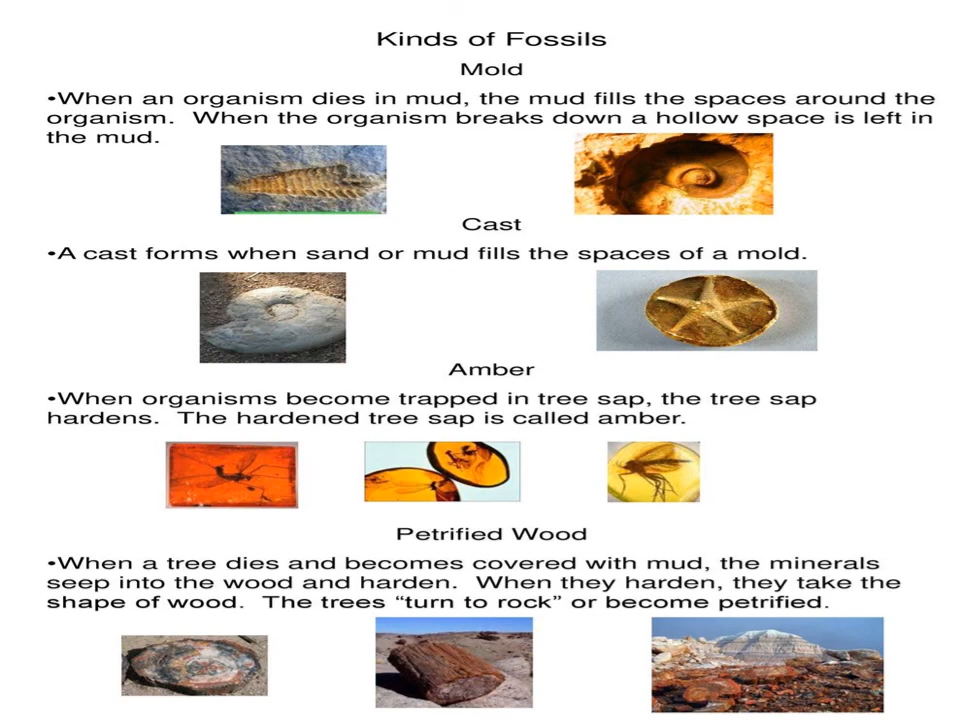 Kinds of Fossils
Mold
•When an organism dies in mud, the mud fills the spaces around the
organism.  When the organism breaks down a hollow space is left in
the mud.
Cast
•A cast forms when sand or mud fills the spaces of a mold.
Amber
•When organisms become trapped in tree sap, the tree sap
hardens.  The hardened tree sap is called amber.
Petrified Wood
•When a tree dies and becomes covered with mud, the minerals
seep into the wood and harden.  When they harden, they take the
shape of wood.  The trees “turn to rock” or become petrified.